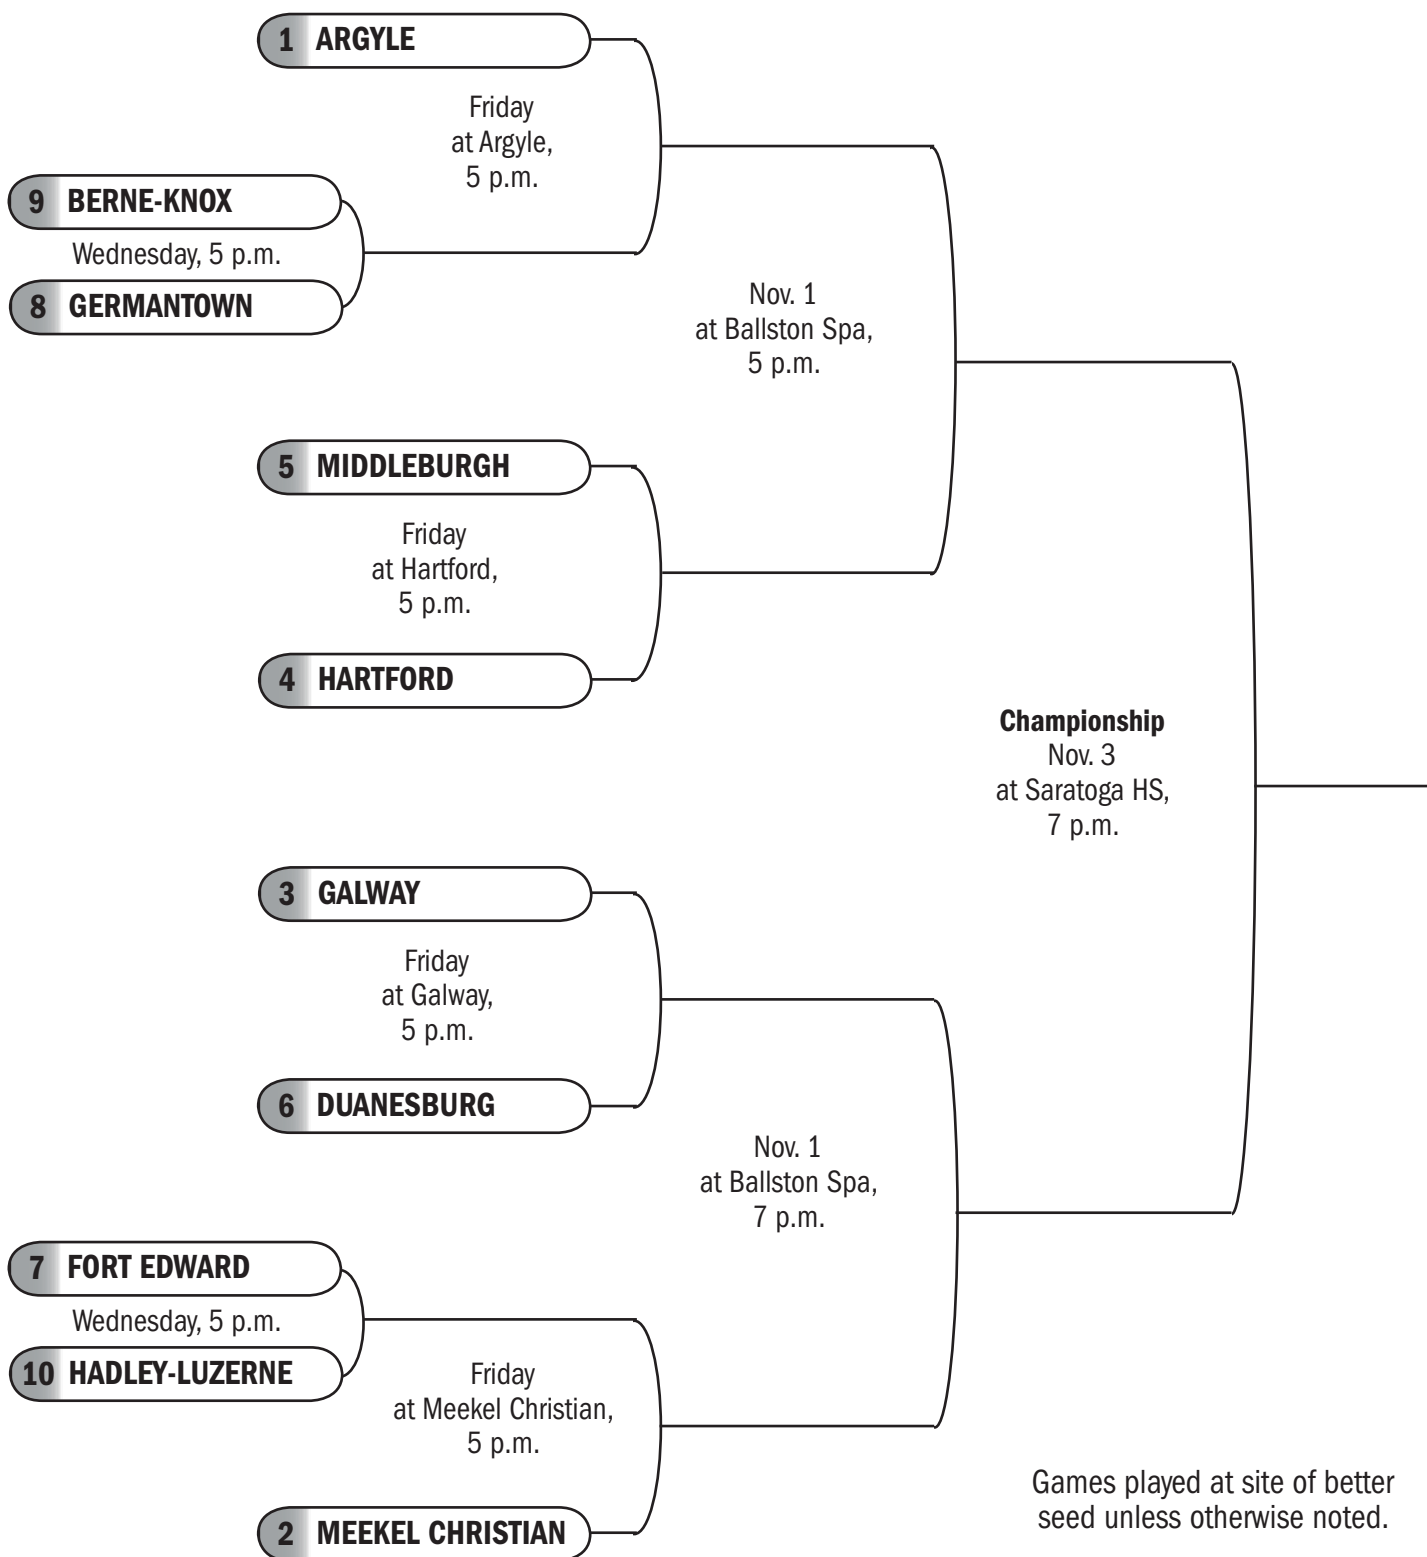 1 ARGYLE
Friday
at Argyle,
5 p.m.
9 BERNE-KNOX
Wednesday, 5 p.m.
8 GERMANTOWN
Nov. 1
at Ballston Spa,
5 p.m.
5 MIDDLEBURGH
Friday
at Hartford,
5 p.m.
4 HARTFORD
Championship
Nov. 3
at Saratoga HS,
7 p.m.
3 GALWAY
Friday
at Galway,
5 p.m.
6 DUANESBURG
Nov. 1
at Ballston Spa,
7 p.m.
7 FORT EDWARD
Wednesday, 5 p.m.
10 HADLEY-LUZERNE
Friday
at Meekel Christian,
5 p.m.
2 MEEKEL CHRISTIAN
Games played at site of better
seed unless otherwise noted.